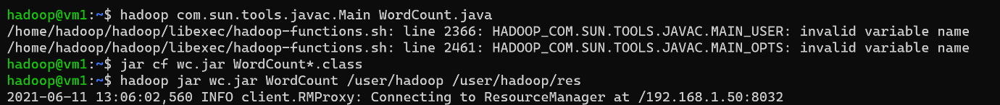 hadoop@vm1:~$ hadoop com.sun.tools.javac.Main WordCount.java
/home/hadoop/hadoop/libexec/hadoop-functions.sh: line 2366: HADOOP_COM.SUN.TOOLS.JAVAC.MAIN_USER: invalid variable name
/home/hadoop/hadoop/libexec/hadoop-functions.sh: line 2461: HADOOP_COM.SUN.TOOLS.JAVAC.MAIN_OPTS: invalid variable name
hadoop@vm1:~$ jar cf wc.jar WordCount*.class
hadoop@vm1:~$ hadoop jar wc.jar WordCount /user/hadoop /user/hadoop/res
2021-06-11 13:06:02,560 INFO client.RMProxy: Connecting to ResourceManager at /192.168.1.50:8032